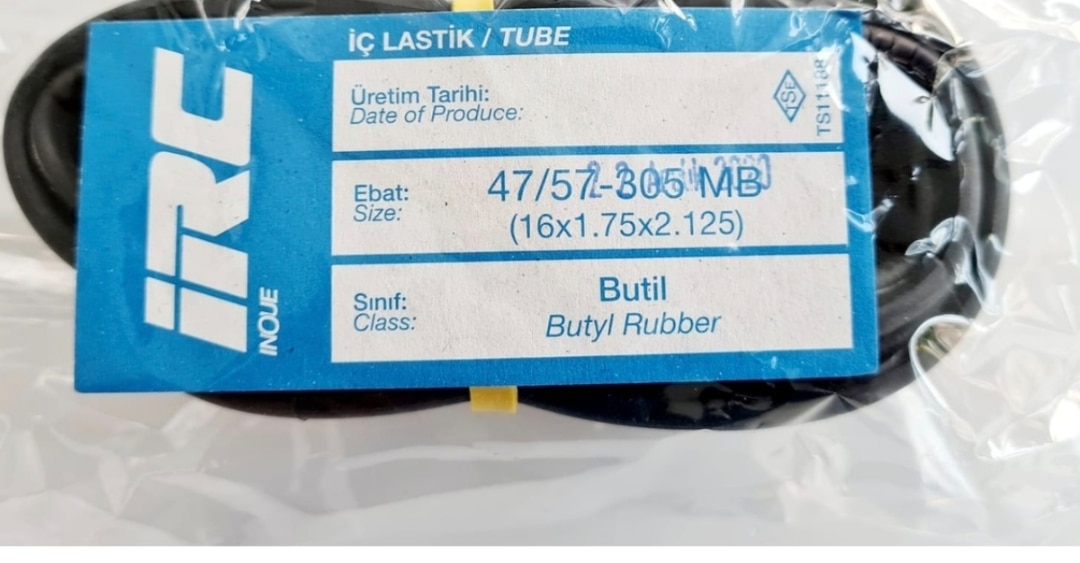 İÇ LASTİK / TUBE
IRC
INOUE
Üretim Tarihi:
Date of Produce:
TSE
Ebat:
Size:
47/57-305 MB
(16x1.75x2.125)
Sınıf:
Class:
Butil
Butyl Rubber